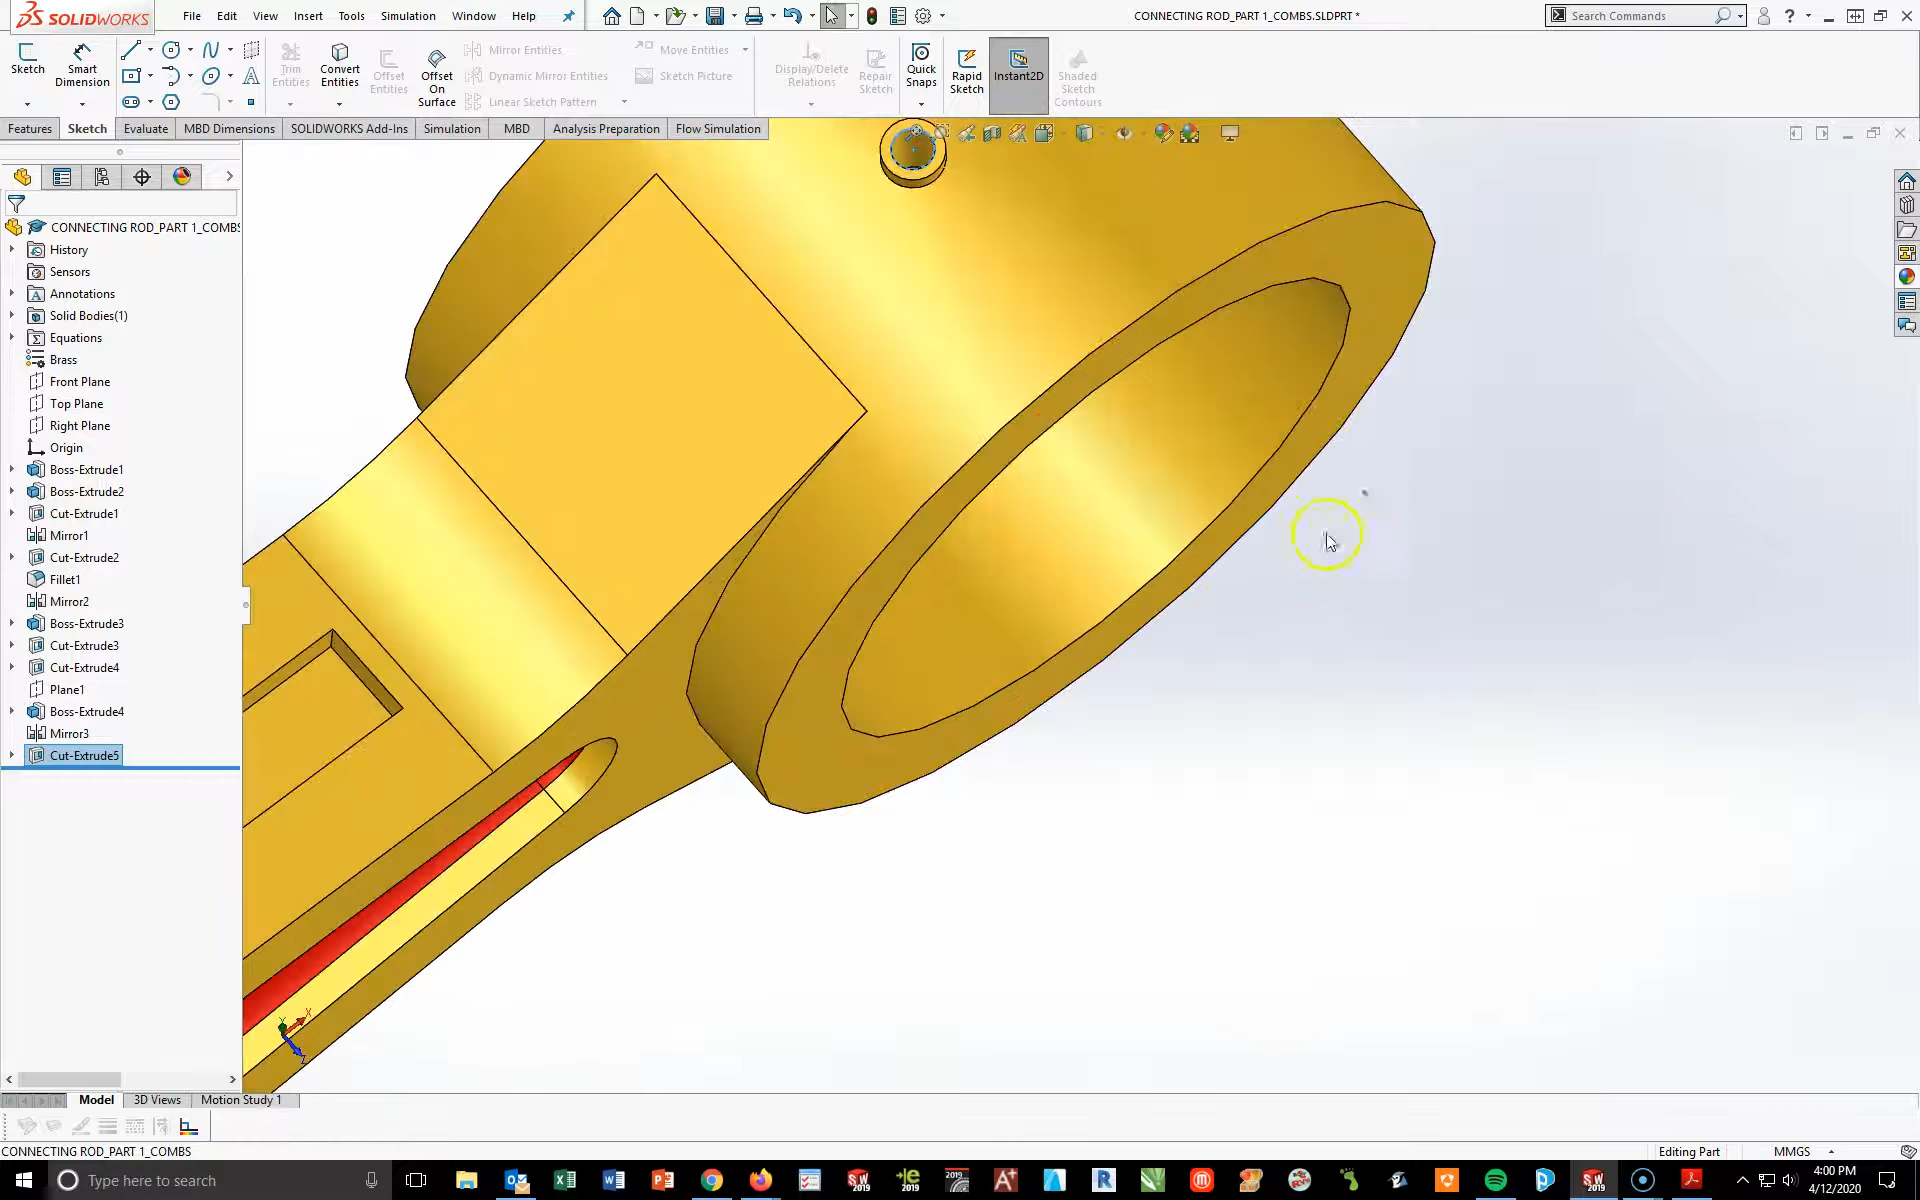 SOLIDWORKS File Edit View Insert Tools Simulation Window Help CONNECTING ROD_PART 1_COMBS.SLDPRT * Search Commands
Sketch Smart Dimension Trim Entities Convert Entities Offset Entities Offset On Surface Mirror Entities Dynamic Mirror Entities Linear Sketch Pattern Move Entities Sketch Picture Display/Delete Relations Repair Sketch Quick Snaps Rapid Sketch Instant2D Shaded Sketch Contours
Features Sketch Evaluate MBD Dimensions SOLIDWORKS Add-Ins Simulation MBD Analysis Preparation Flow Simulation
CONNECTING ROD_PART 1_COMBS
History
Sensors
Annotations
Solid Bodies(1)
Equations
Brass
Front Plane
Top Plane
Right Plane
Origin
Boss-Extrude1
Boss-Extrude2
Cut-Extrude1
Mirror1
Cut-Extrude2
Fillet1
Mirror2
Boss-Extrude3
Cut-Extrude3
Cut-Extrude4
Plane1
Boss-Extrude4
Mirror3
Cut-Extrude5
Y X Z
Model 3D Views Motion Study 1
CONNECTING ROD_PART 1_COMBS Editing Part MMGS
Type here to search 4:00 PM
4/12/2020